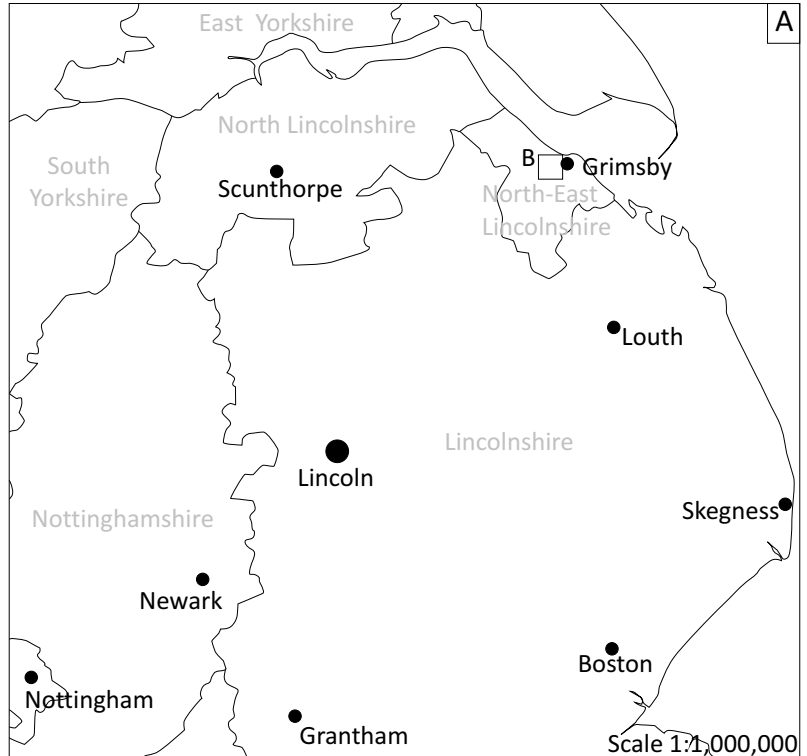 East Yorkshire
A
North Lincolnshire
South
Yorkshire
B
Grimsby
Scunthorpe
North-East
Lincolnshire
Louth
Lincolnshire
Lincoln
Skegness
Nottinghamshire
Newark
Boston
Nottingham
Grantham
Scale 1:1,000,000